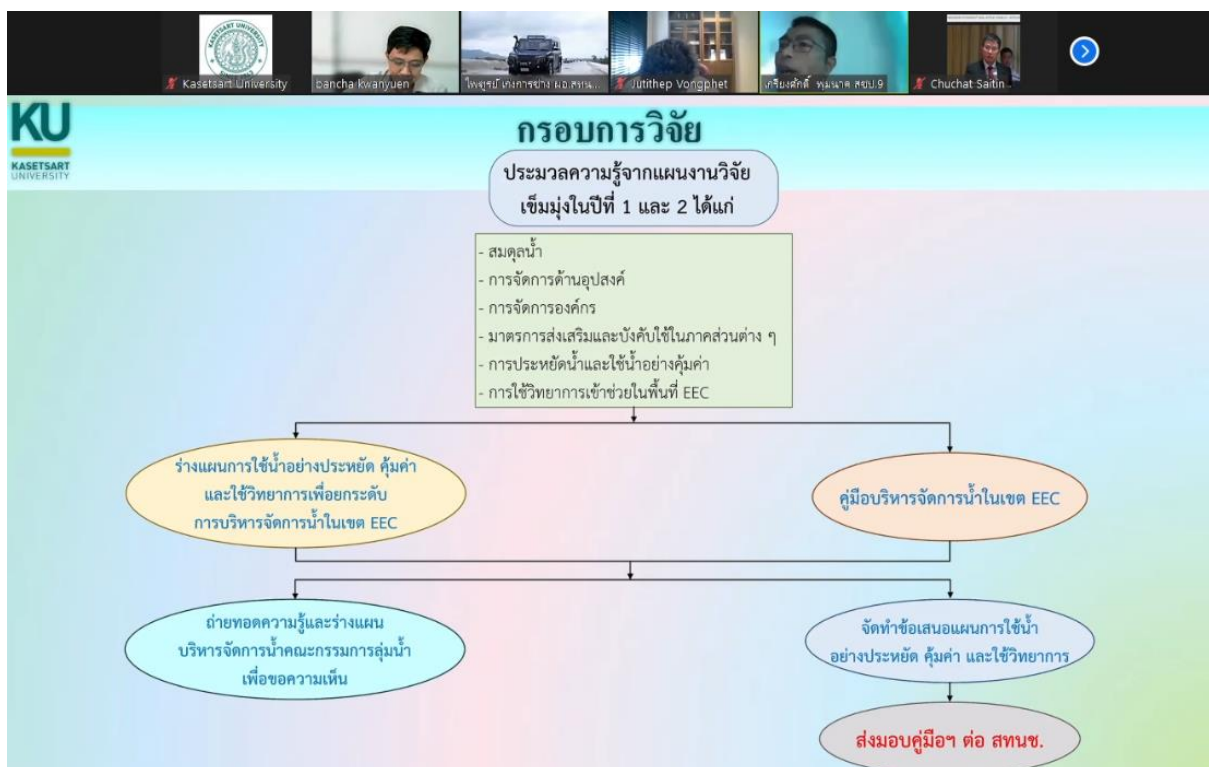 Kasetsart University
bancha kwanyuen
Jutithep Vongphet
Chuchat Saitin
KU
KASETSART
UNIVERSITY
กรอบการวิจัย
ประมวลความรู้จากแผนงานวิจัย
เข็มมุ่งในปีที่ 1 และ 2 ได้แก่
- สมดุลน้ำ
- การจัดการด้านอุปสงค์
- การจัดการองค์กร
- มาตรการส่งเสริมและบังคับใช้ในภาคส่วนต่าง ๆ
- การประหยัดน้ำและใช้น้ำอย่างคุ้มค่า
- การใช้วิทยาการเข้าช่วยในพื้นที่ EEC
ร่างแผนการใช้น้ำอย่างประหยัด คุ้มค่า
และใช้วิทยาการเพื่อยกระดับ
การบริหารจัดการน้ำในเขต EEC
คู่มือบริหารจัดการน้ำในเขต EEC
ถ่ายทอดความรู้และร่างแผน
บริหารจัดการน้ำคณะกรรมการลุ่มน้ำ
เพื่อขอความเห็น
จัดทำข้อเสนอแผนการใช้น้ำ
อย่างประหยัด คุ้มค่า และใช้วิทยาการ
ส่งมอบคู่มือฯ ต่อ สทนช.